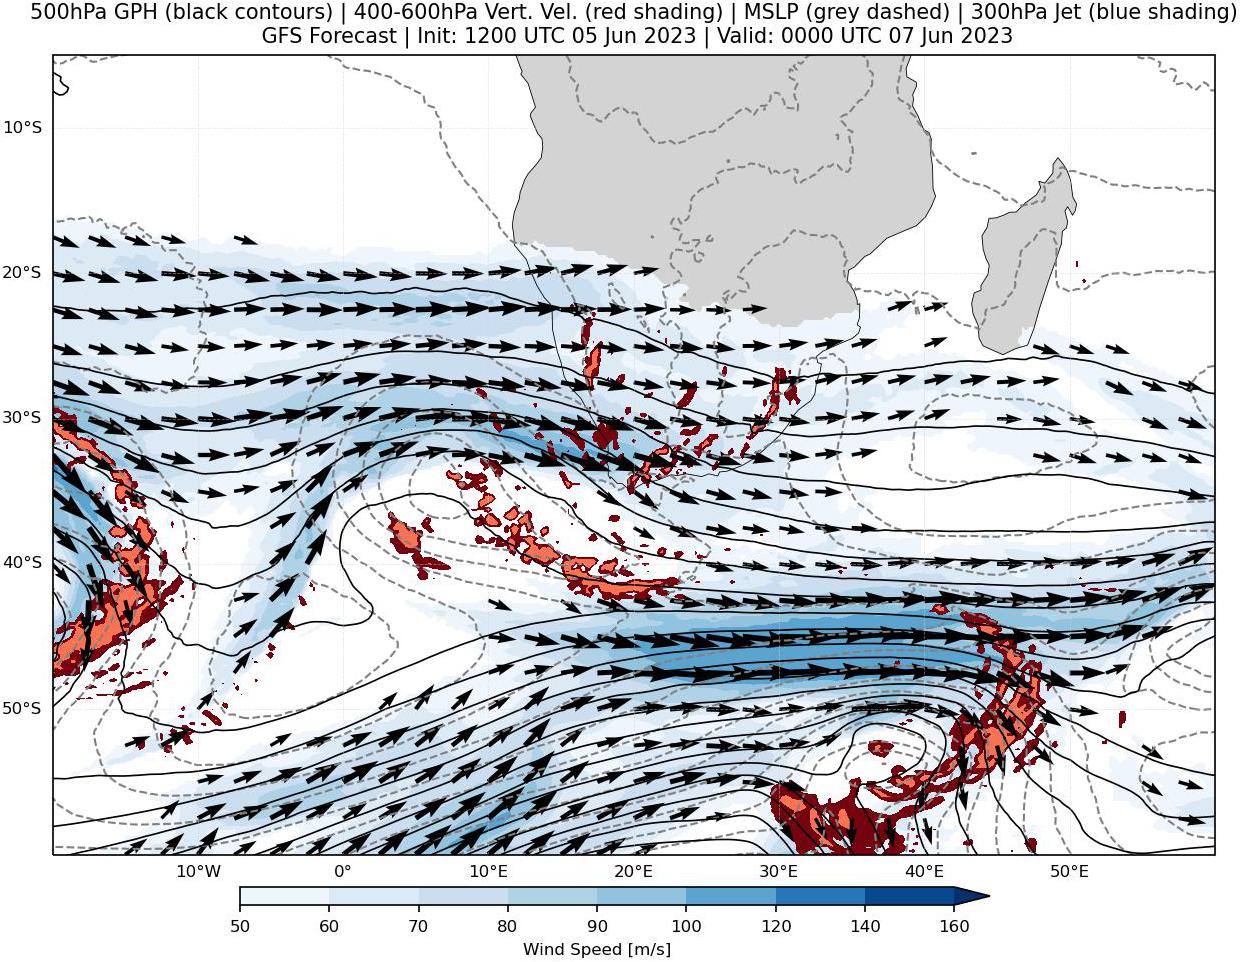 500hPa GPH (black contours) | 400-600hPa Vert. Vel. (red shading) | MSLP (grey dashed) | 300hPa Jet (blue shading)
GFS Forecast | Init: 1200 UTC 05 Jun 2023 | Valid: 0000 UTC 07 Jun 2023
10°S
20°S
30°S
40°S
50°S
10°W 0° 10°E 20°E 30°E 40°E 50°E
50 60 70 80 90 100 120 140 160
Wind Speed [m/s]